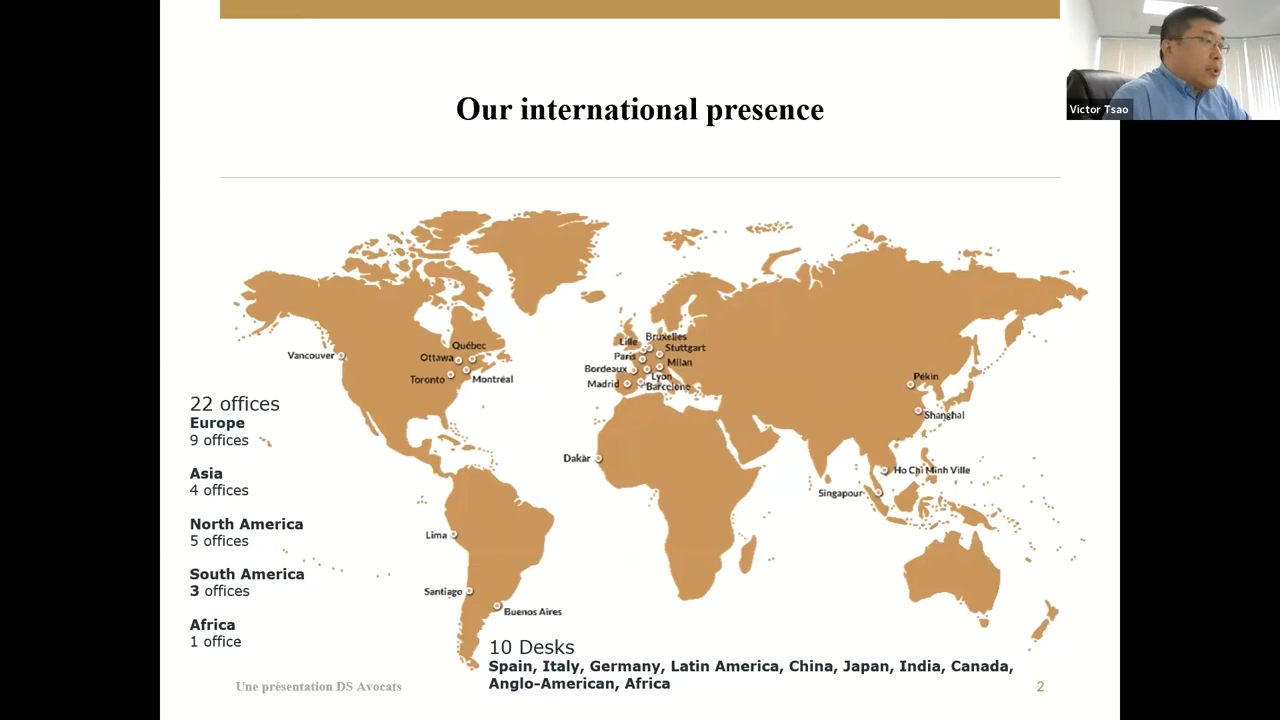 Victor Tsao
Our international presence
Vancouver
Québec
Ottawa
Toronto
Montréal
Lille
Bruxelles
Stuttgart
Paris
Milan
Bordeaux
Lyon
Madrid
Barcelone
Pékin
Shanghaï
Dakar
Ho Chi Minh Ville
Singapour
Lima
Santiago
Buenos Aires
22 offices
Europe
9 offices
Asia
4 offices
North America
5 offices
South America
3 offices
Africa
1 office
10 Desks
Spain, Italy, Germany, Latin America, China, Japan, India, Canada,
Anglo-American, Africa
Une présentation DS Avocats
2